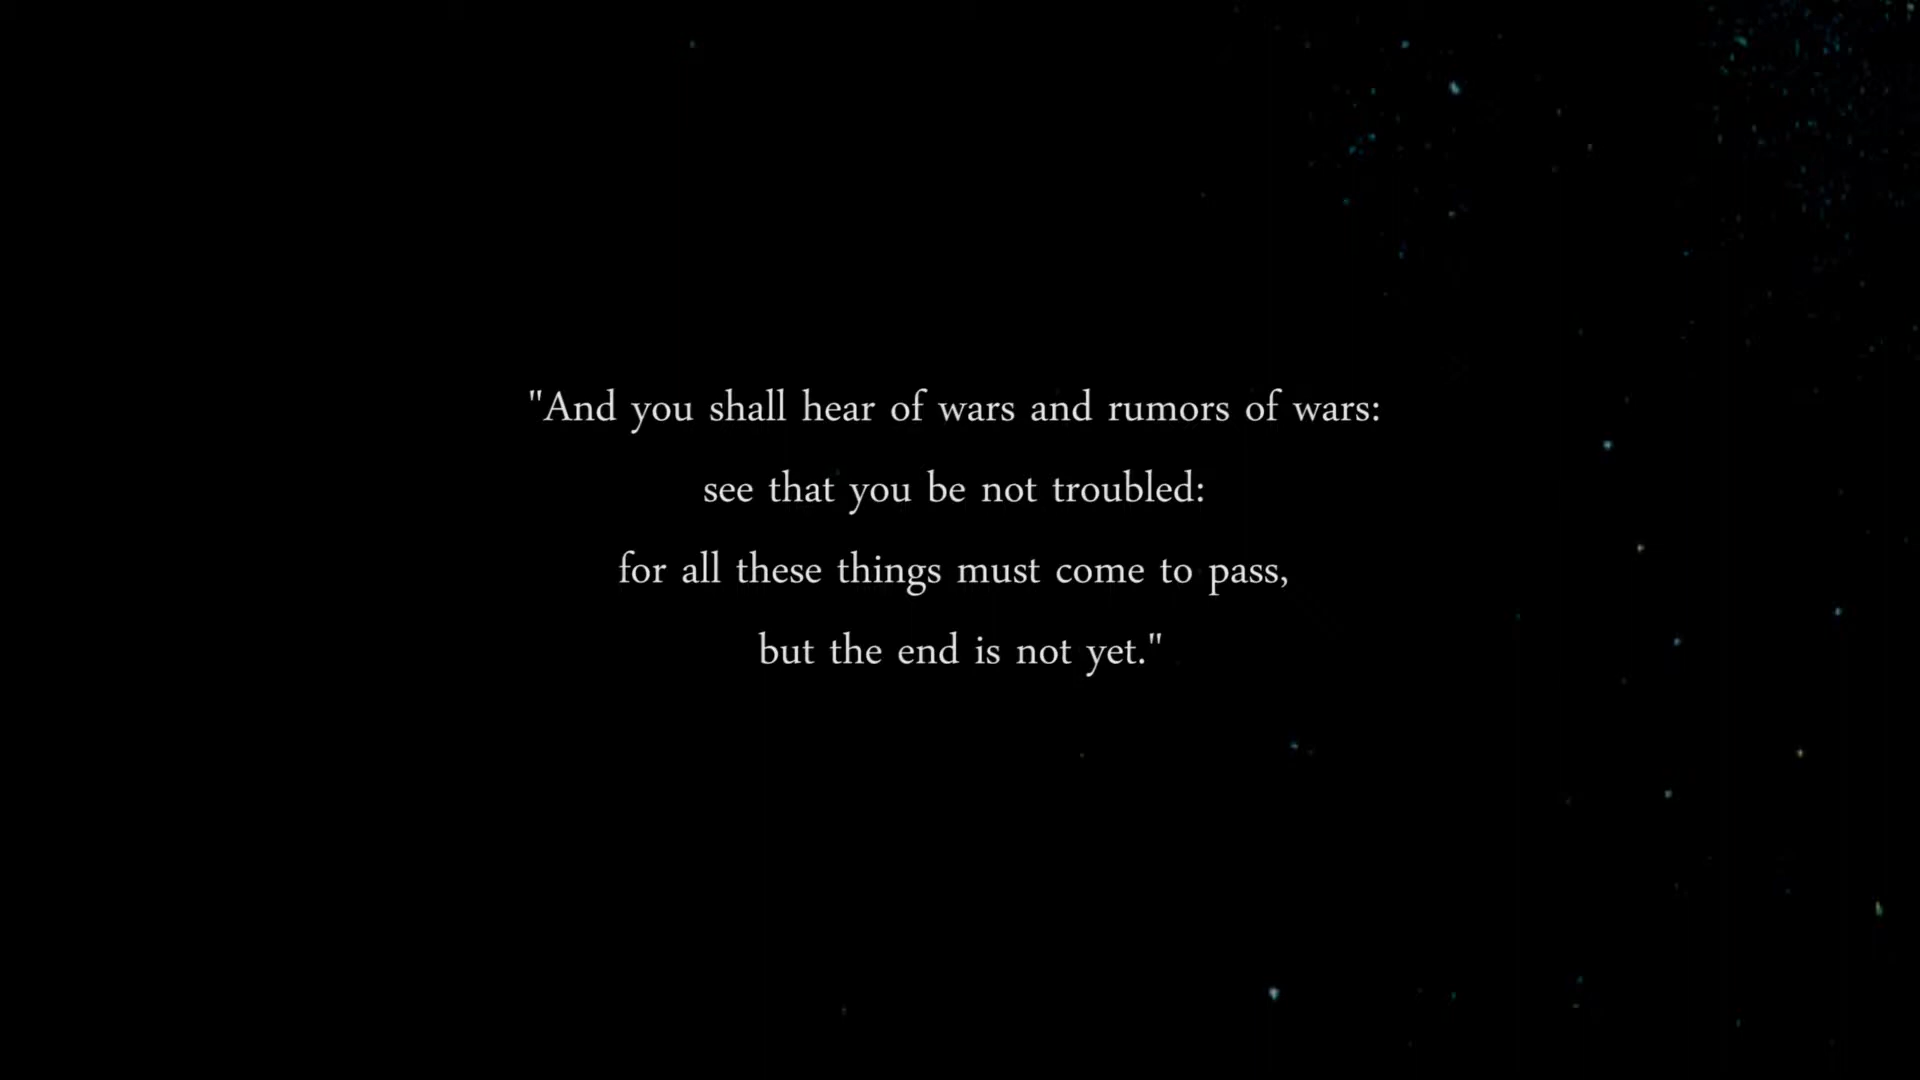 "And you shall hear of wars and rumors of wars:
see that you be not troubled:
for all these things must come to pass,
but the end is not yet."